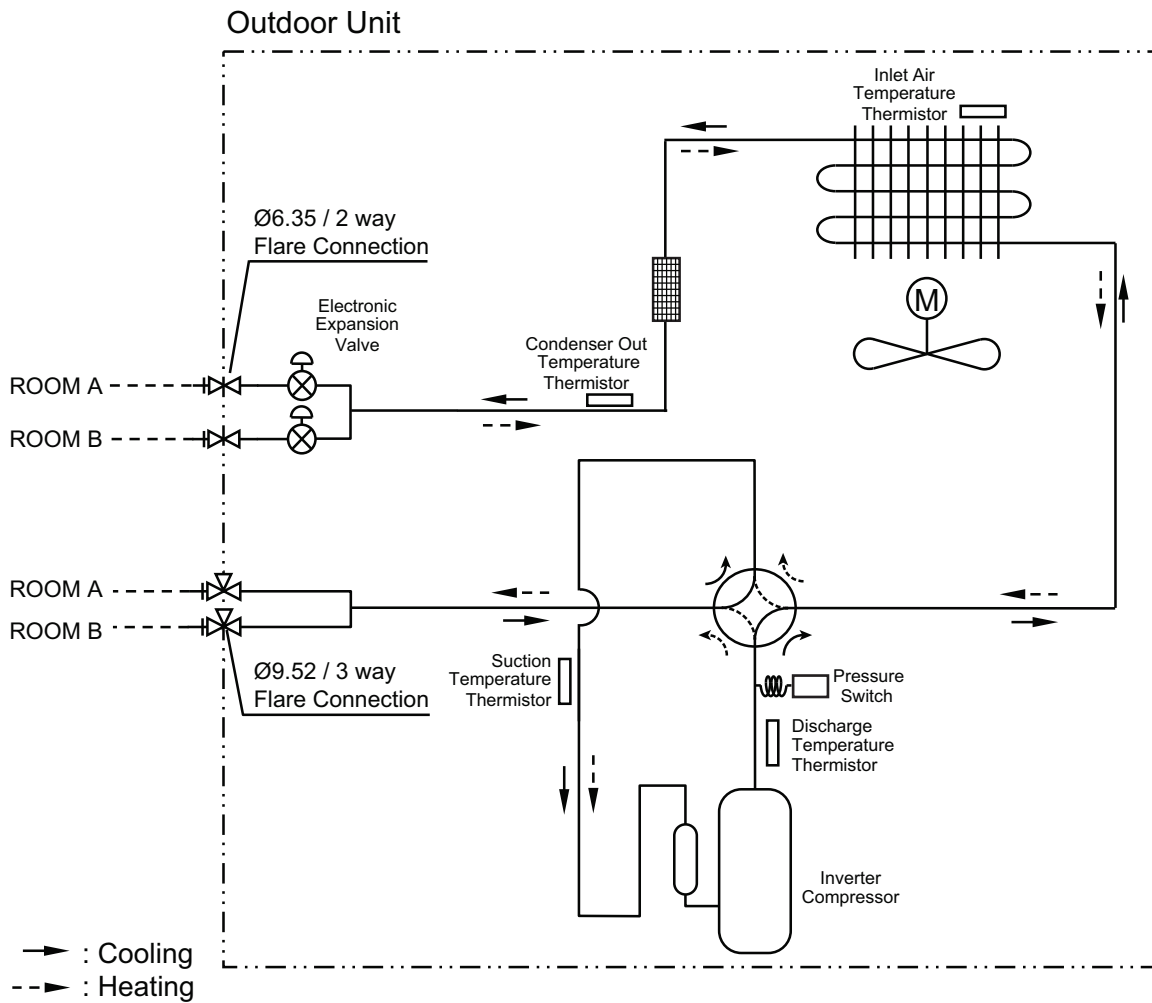 Outdoor Unit
Inlet Air
Temperature
Thermistor
Ø6.35 / 2 way
Flare Connection
Electronic
Expansion
Valve
M
Condenser Out
Temperature
Thermistor
ROOM A
ROOM B
ROOM A
ROOM B
Ø9.52 / 3 way
Flare Connection
Suction
Temperature
Thermistor
Pressure
Switch
Discharge
Temperature
Thermistor
Inverter
Compressor
: Cooling
: Heating